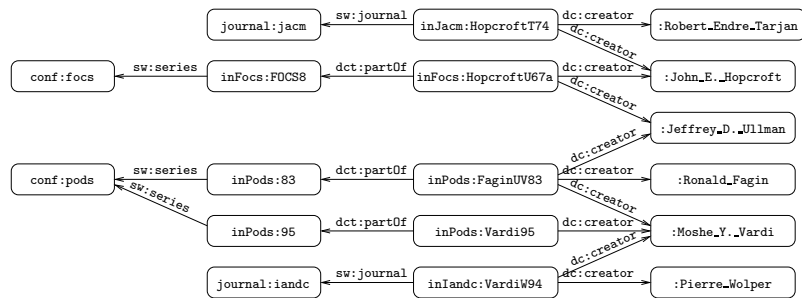 journal:jacm sw:journal inJacm:HopcroftT74 dc:creator :Robert_Endre_Tarjan
dc:creator
conf:focs sw:series inFocs:FOCS8 dct:partOf inFocs:HopcroftU67a dc:creator :John_E._Hopcroft
dc:creator
:Jeffrey_D._Ullman
dc:creator
conf:pods sw:series inPods:83 dct:partOf inPods:FaginUV83 dc:creator :Ronald_Fagin
sw:series
dc:creator
inPods:95 dct:partOf inPods:Vardi95 dc:creator :Moshe_Y._Vardi
dc:creator
journal:iandc sw:journal inIandc:VardiW94 dc:creator :Pierre_Wolper